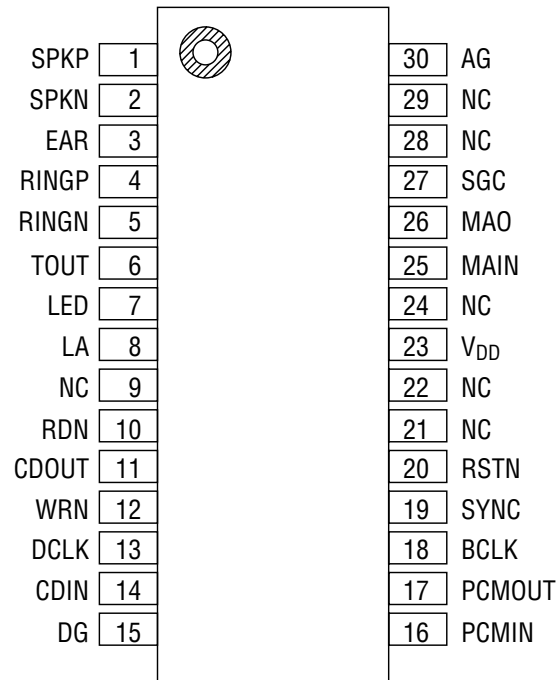 SPKP 1 30 AG
SPKN 2 29 NC
EAR 3 28 NC
RINGP 4 27 SGC
RINGN 5 26 MAO
TOUT 6 25 MAIN
LED 7 24 NC
LA 8 23 VDD
NC 9 22 NC
RDN 10 21 NC
CDOUT 11 20 RSTN
WRN 12 19 SYNC
DCLK 13 18 BCLK
CDIN 14 17 PCMOUT
DG 15 16 PCMIN